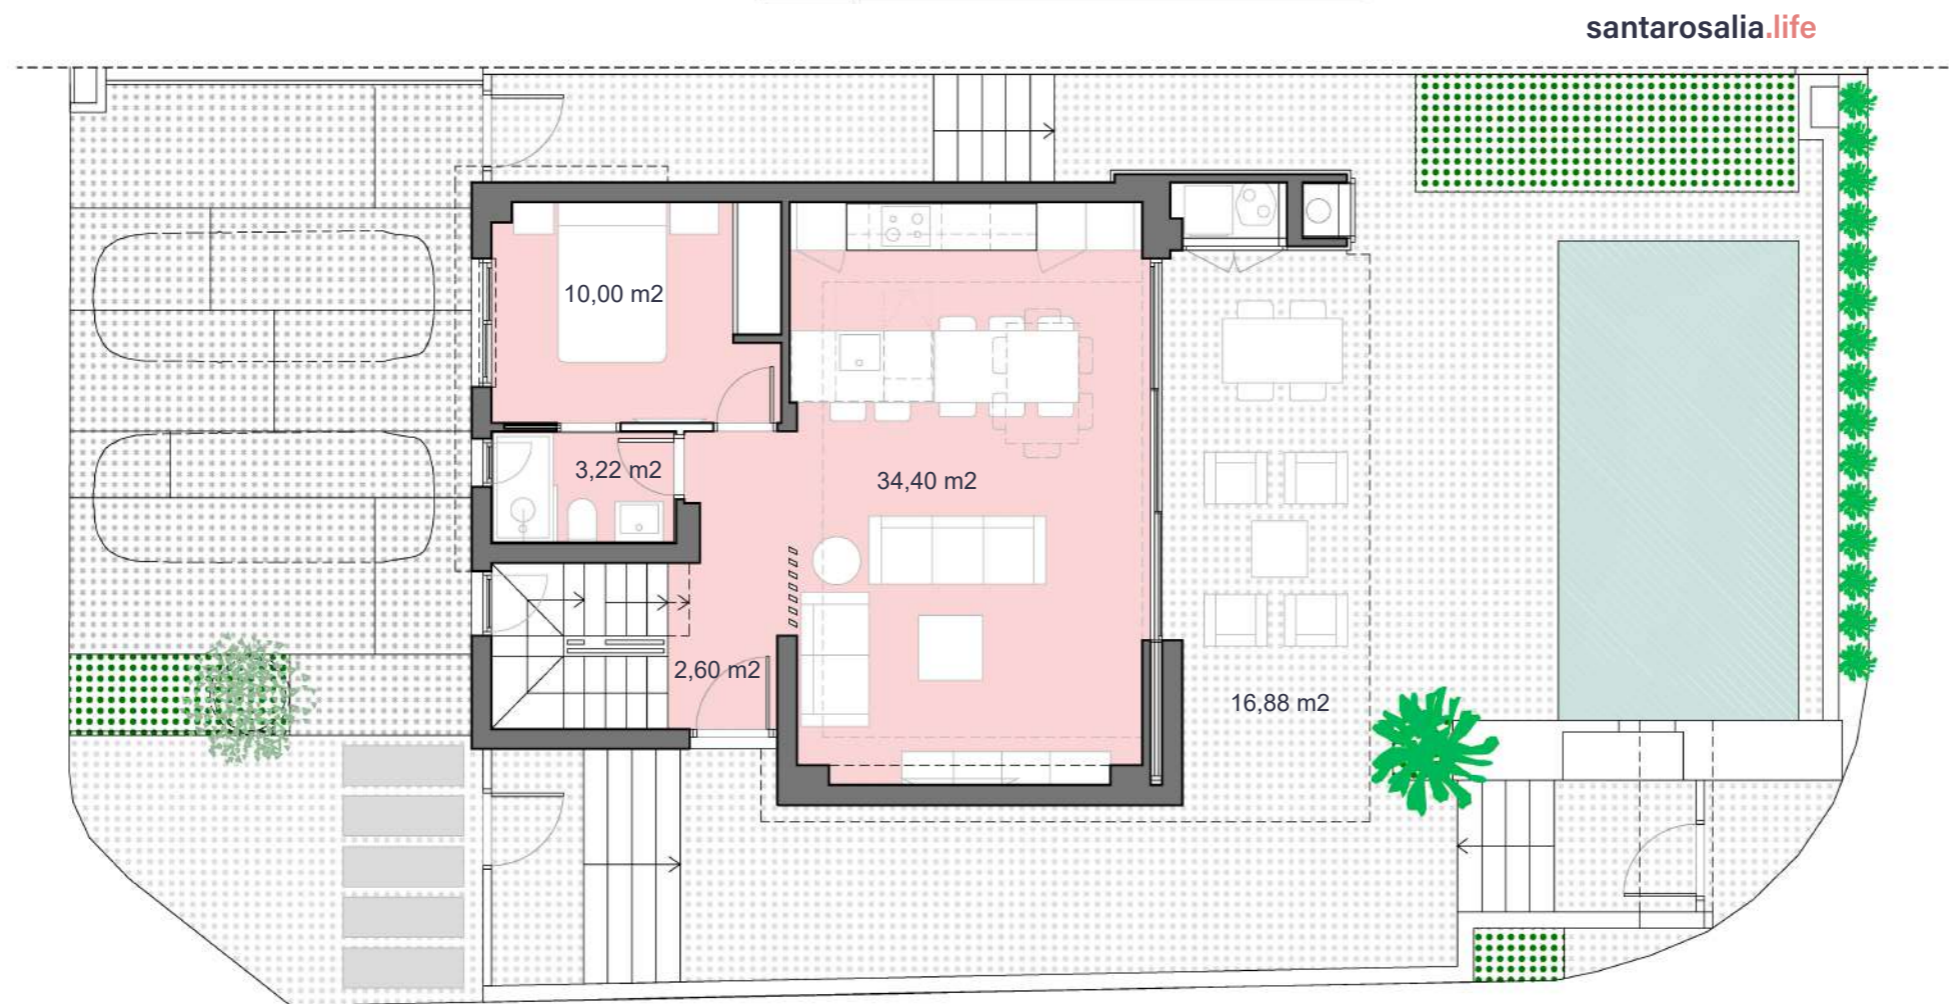 santarosalia.life
10,00 m2
3,22 m2
34,40 m2
2,60 m2
16,88 m2